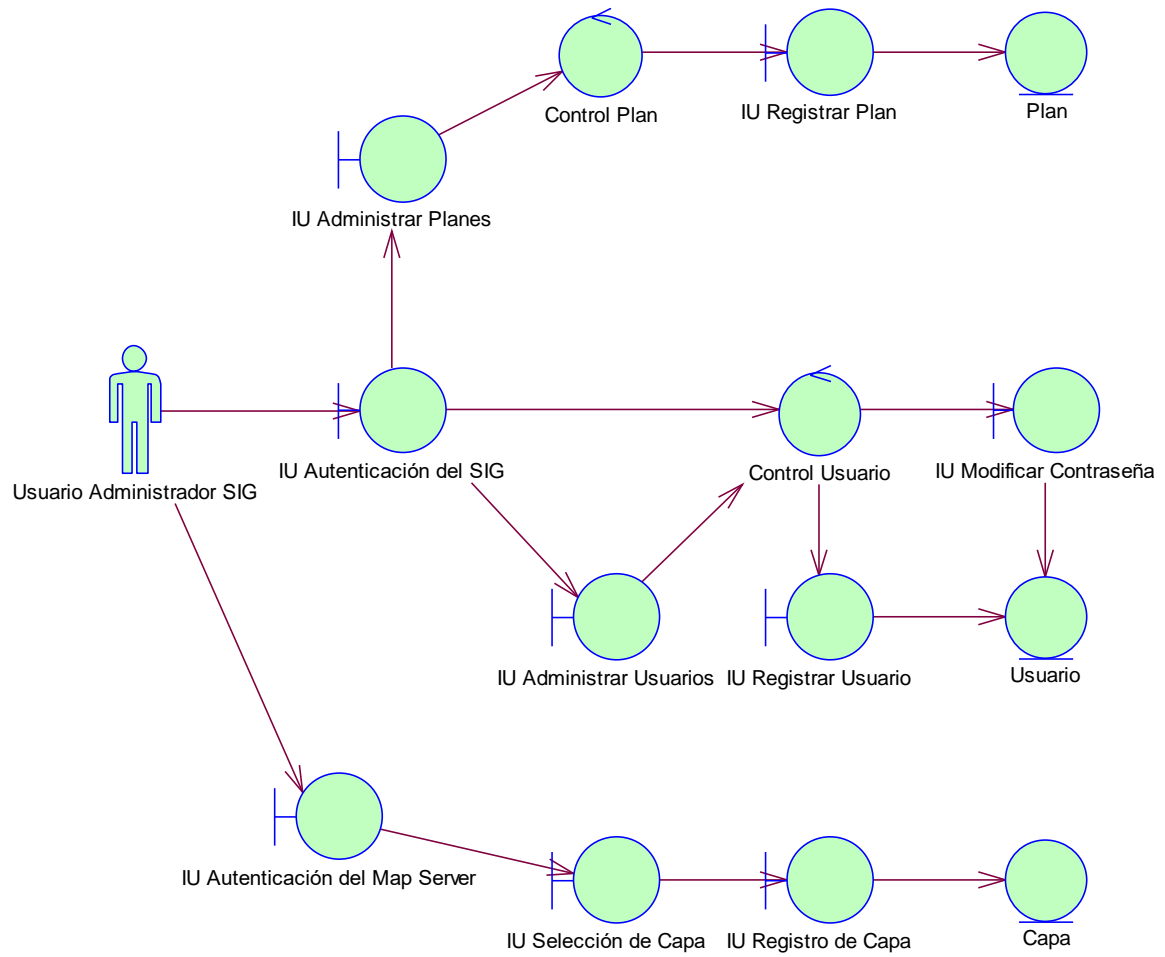 Control Plan
IU Registrar Plan
Plan
IU Administrar Planes
IU Autenticación del SIG
Control Usuario
IU Modificar Contraseña
Usuario Administrador SIG
IU Administrar Usuarios
IU Registrar Usuario
Usuario
IU Autenticación del Map Server
IU Selección de Capa
IU Registro de Capa
Capa